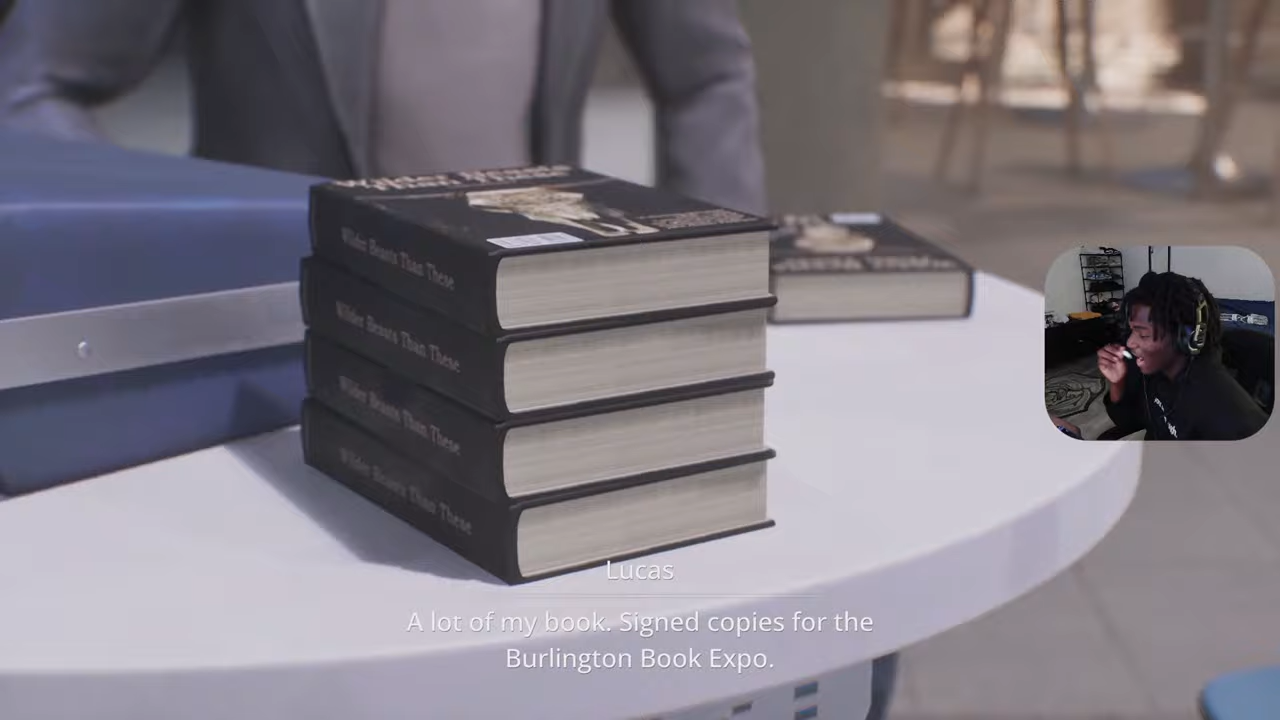 Wilder Beasts Than These
Wilder Beasts Than These
Wilder Beasts Than These
Wilder Beasts Than These
Lucas
A lot of my book. Signed copies for the
Burlington Book Expo.